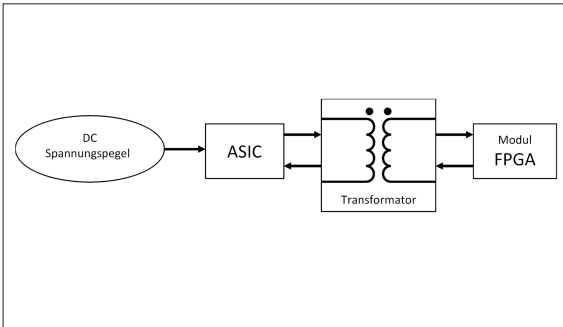 DC
Spannungspegel
ASIC
Transformator
Modul
FPGA